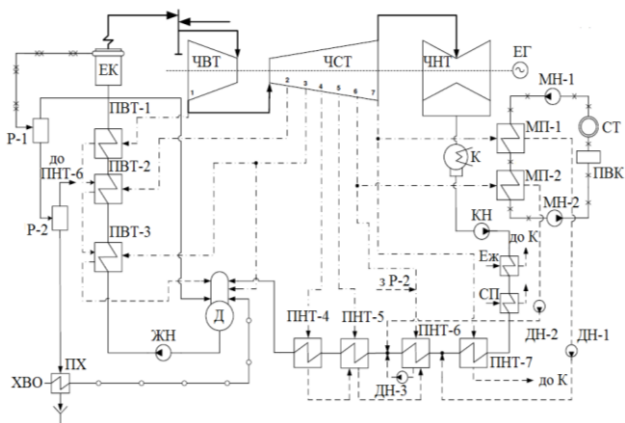 ЕГ
ЧВТ
ЧСТ
ЧНТ
ЕК
МН-1
1
2
3
4
5
6
7
ПВТ-1
Р-1
МП-1
СТ
до
ПНТ-6
ПВТ-2
К
МП-2
ПВК
Р-2
КН
МН-2
до К
ПВТ-3
Еж
з Р-2
СП
Д
ПНТ-4
ПНТ-5
ПНТ-6
ДН-2
ДН-1
ЖН
ПНТ-7
ПХ
ХВО
ДН-3
до К